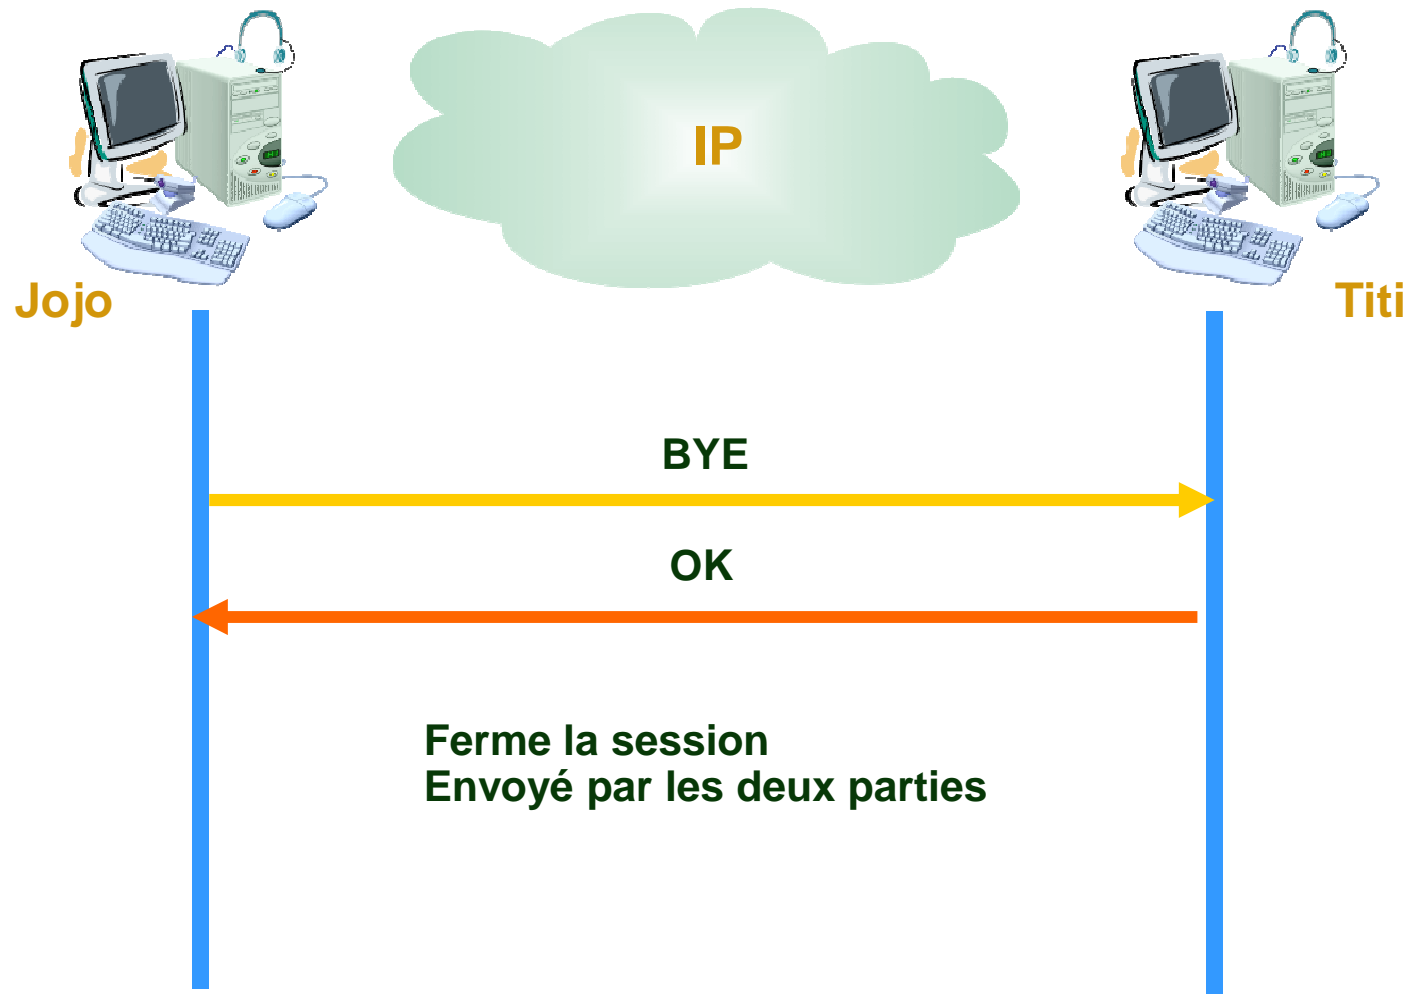 IP
Jojo
Titi
BYE
OK
Ferme la session
Envoyé par les deux parties